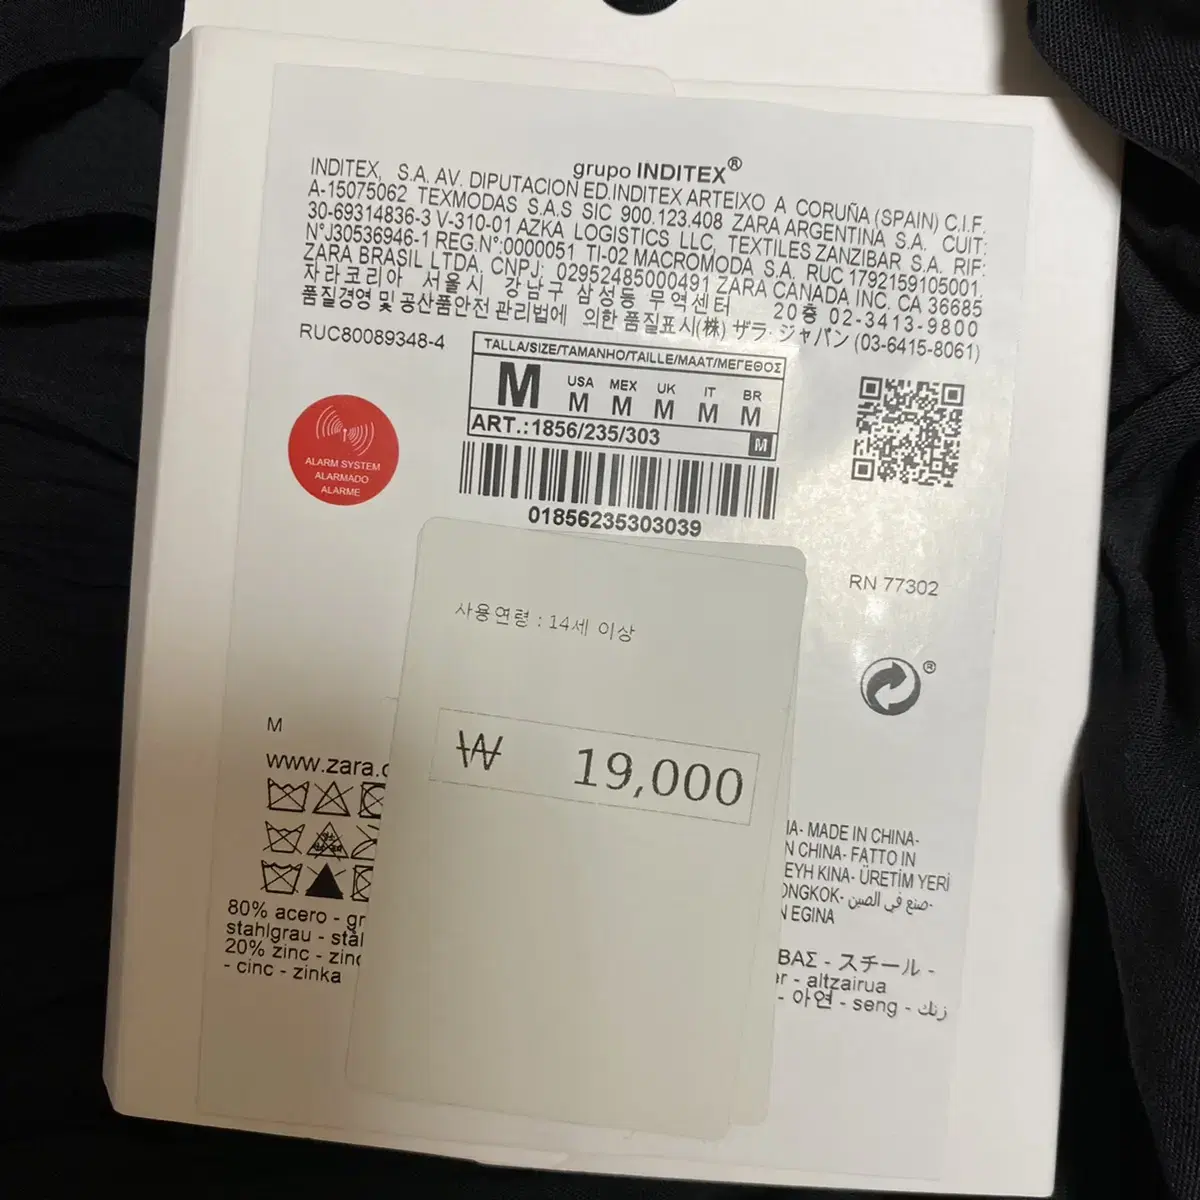 grupo INDITEX®
INDITEX, S.A. AV. DIPUTACION ED.INDITEX ARTEIXO A CORUÑA (SPAIN) C.I.F.
A-15075062 TEXMODAS S.A.S SIC 900.123.408 ZARA ARGENTINA S.A. CUIT:
30-69314836-3 V-310-01 AZKA LOGISTICS LLC, TEXTILES ZANZIBAR S.A. RIF:
N°J30536946-1 REG.N°:0000051 TI-02 MACROMODA S.A. RUC 1792159105001,
ZARA BRASIL LTDA, CNPJ: 02952485000491 ZARA CANADA INC. CA 36685
자라코리아 서울시 강남구 삼성동 무역센터 20층 02-3413-9800
품질경영 및 공산품안전 관리법에 의한 품질표시(株) ザラ・ジャパン (03-6415-8061)
RUC80089348-4
TALLA/SIZE/TAMANHO/TAILLE/MAAT/ΜΕΓΕΘΟΣ
M USA M MEX M UK M IT M BR M
ART.:1856/235/303 M
ALARM SYSTEM
ALARMADO
ALARME
01856235303039
RN 77302
사용연령 : 14세 이상
®
₩ 19,000
M
www.zara.c
IA- MADE IN CHINA-
N CHINA- FATTO IN
EYH KINA- ÜRETİM YERİ
ONGKOK- صنع في الصين-
N EGINA
80% acero - gr
stahlgrau - stål
20% zinc - zinc
- cinc - zinka
ΒΑΣ - スチール -
er - altzairua
- 아연 - seng - زنك